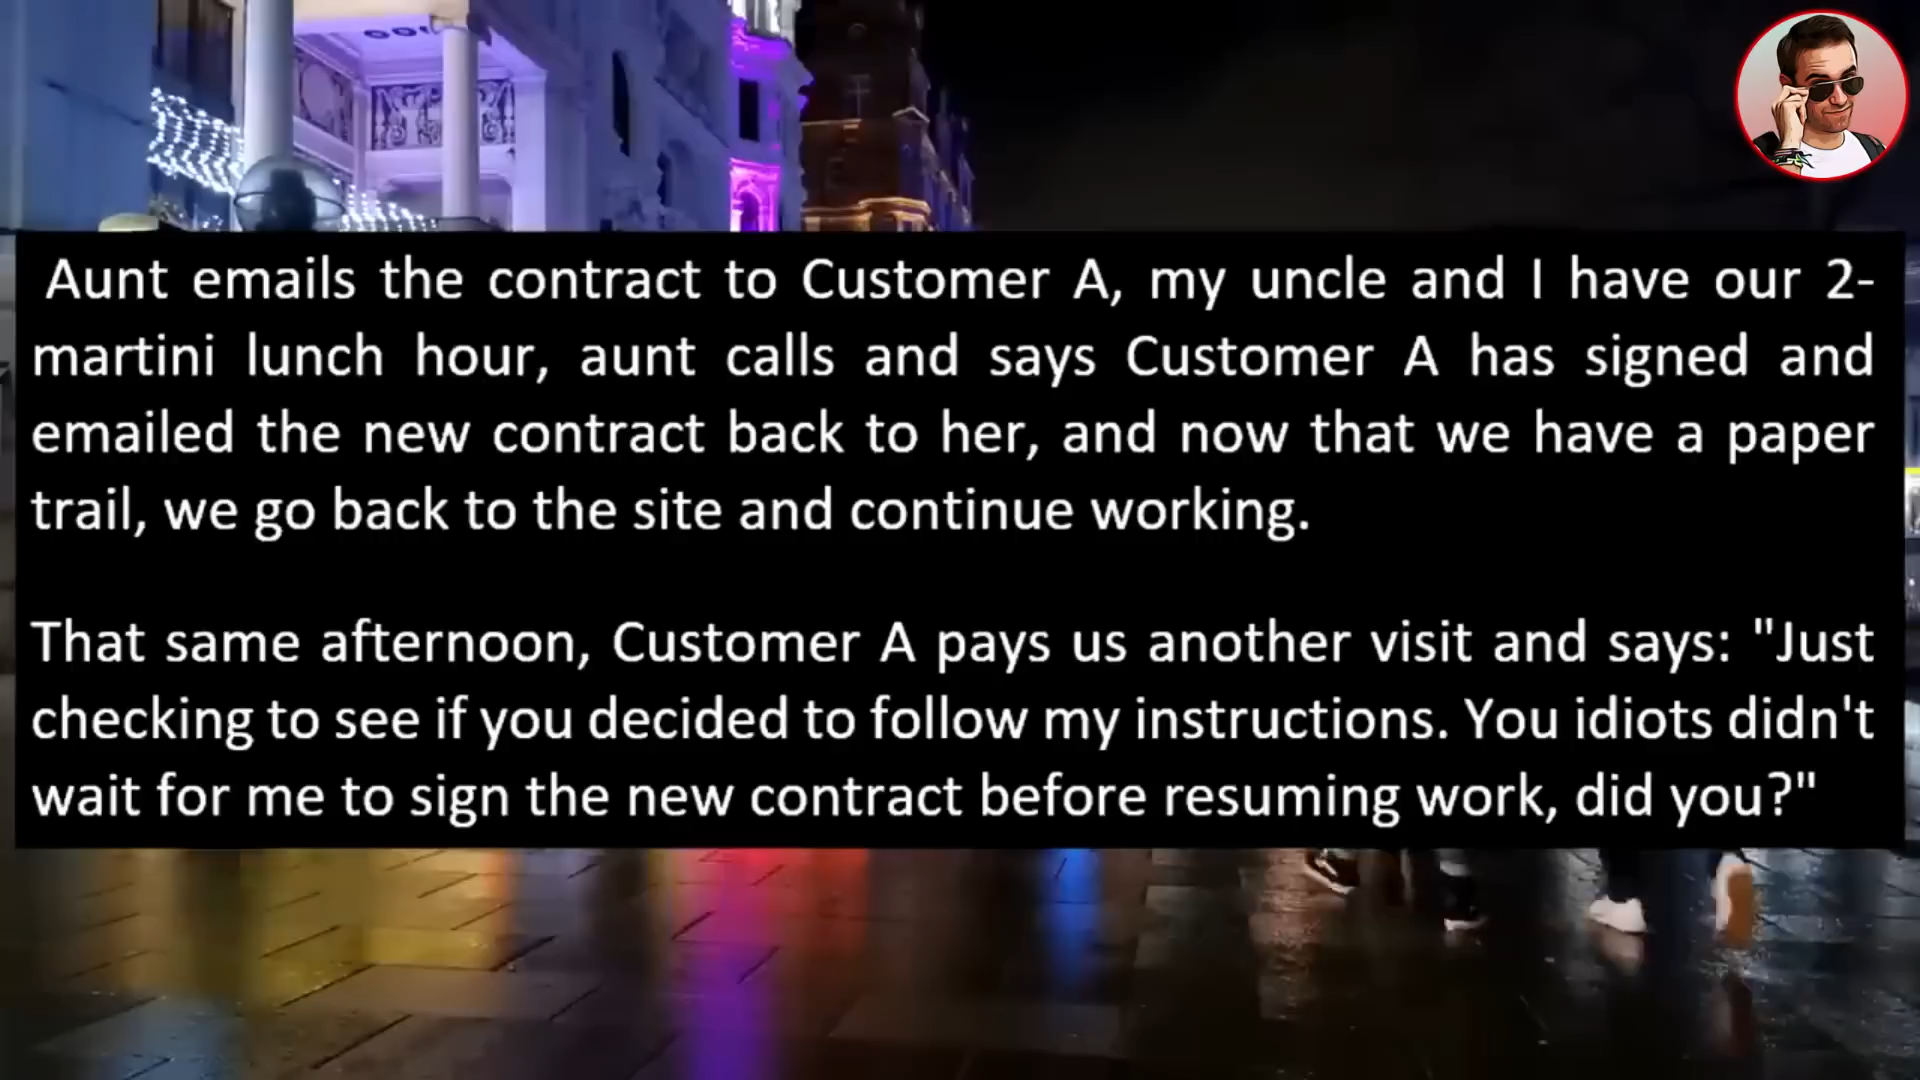 Aunt emails the contract to Customer A, my uncle and I have our 2-
martini lunch hour, aunt calls and says Customer A has signed and
emailed the new contract back to her, and now that we have a paper
trail, we go back to the site and continue working.
That same afternoon, Customer A pays us another visit and says: "Just
checking to see if you decided to follow my instructions. You idiots didn't
wait for me to sign the new contract before resuming work, did you?"